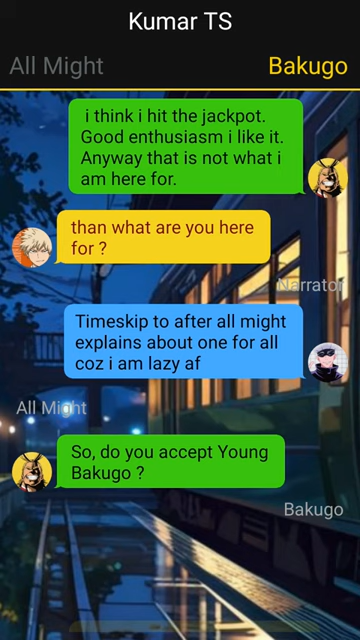 Kumar TS
All Might
Bakugo
i think i hit the jackpot.
Good enthusiasm i like it.
Anyway that is not what i
am here for.
than what are you here
for ?
Narrator
Timeskip to after all might
explains about one for all
coz i am lazy af
All Might
So, do you accept Young
Bakugo ?
Bakugo